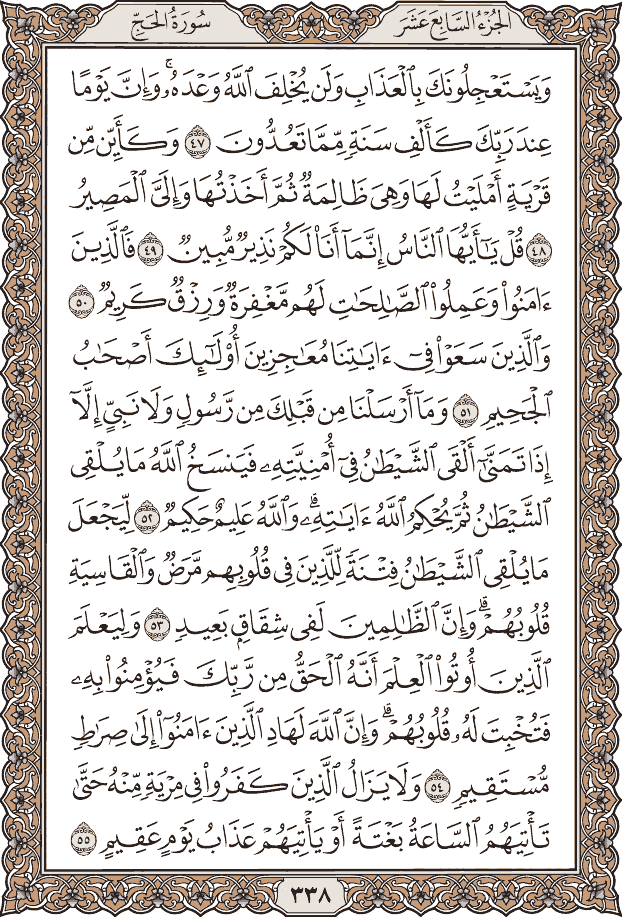 الجُزْءُ السَّابِعَ عَشَرَ
سُورَةُ الحَجِّ
وَيَسْتَعْجِلُونَكَ بِٱلْعَذَابِ وَلَن يُخْلِفَ ٱللَّهُ وَعْدَهُۥۚ وَإِنَّ يَوْمًا
عِندَ رَبِّكَ كَأَلْفِ سَنَةٍ مِّمَّا تَعُدُّونَ ٤٧ وَكَأَيِّن مِّن
قَرْيَةٍ أَمْلَيْتُ لَهَا وَهِىَ ظَالِمَةٌ ثُمَّ أَخَذْتُهَا وَإِلَىَّ ٱلْمَصِيرُ
٤٨ قُلْ يَـٰٓأَيُّهَا ٱلنَّاسُ إِنَّمَآ أَنَا۠ لَكُمْ نَذِيرٌ مُّبِينٌ ٤٩ فَٱلَّذِينَ
ءَامَنُوا۟ وَعَمِلُوا۟ ٱلصَّـٰلِحَـٰتِ لَهُم مَّغْفِرَةٌ وَرِزْقٌ كَرِيمٌ ٥٠
وَٱلَّذِينَ سَعَوْا۟ فِىٓ ءَايَـٰتِنَا مُعَـٰجِزِينَ أُو۟لَـٰٓئِكَ أَصْحَـٰبُ
ٱلْجَحِيمِ ٥١ وَمَآ أَرْسَلْنَا مِن قَبْلِكَ مِن رَّسُولٍ وَلَا نَبِىٍّ إِلَّآ
إِذَا تَمَنَّىٰٓ أَلْقَى ٱلشَّيْطَـٰنُ فِىٓ أُمْنِيَّتِهِۦ فَيَنسَخُ ٱللَّهُ مَا يُلْقِى
ٱلشَّيْطَـٰنُ ثُمَّ يُحْكِمُ ٱللَّهُ ءَايَـٰتِهِۦۗ وَٱللَّهُ عَلِيمٌ حَكِيمٌ ٥٢ لِّيَجْعَلَ
مَا يُلْقِى ٱلشَّيْطَـٰنُ فِتْنَةً لِّلَّذِينَ فِى قُلُوبِهِم مَّرَضٌ وَٱلْقَاسِيَةِ
قُلُوبُهُمْۗ وَإِنَّ ٱلظَّـٰلِمِينَ لَفِى شِقَاقٍۭ بَعِيدٍ ٥٣ وَلِيَعْلَمَ
ٱلَّذِينَ أُوتُوا۟ ٱلْعِلْمَ أَنَّهُ ٱلْحَقُّ مِن رَّبِّكَ فَيُؤْمِنُوا۟ بِهِۦ
فَتُخْبِتَ لَهُۥ قُلُوبُهُمْۗ وَإِنَّ ٱللَّهَ لَهَادِ ٱلَّذِينَ ءَامَنُوٓا۟ إِلَىٰ صِرَٰطٍ
مُّسْتَقِيمٍ ٥٤ وَلَا يَزَالُ ٱلَّذِينَ كَفَرُوا۟ فِى مِرْيَةٍ مِّنْهُ حَتَّىٰ
تَأْتِيَهُمُ ٱلسَّاعَةُ بَغْتَةً أَوْ يَأْتِيَهُمْ عَذَابُ يَوْمٍ عَقِيمٍ ٥٥
٣٣٨